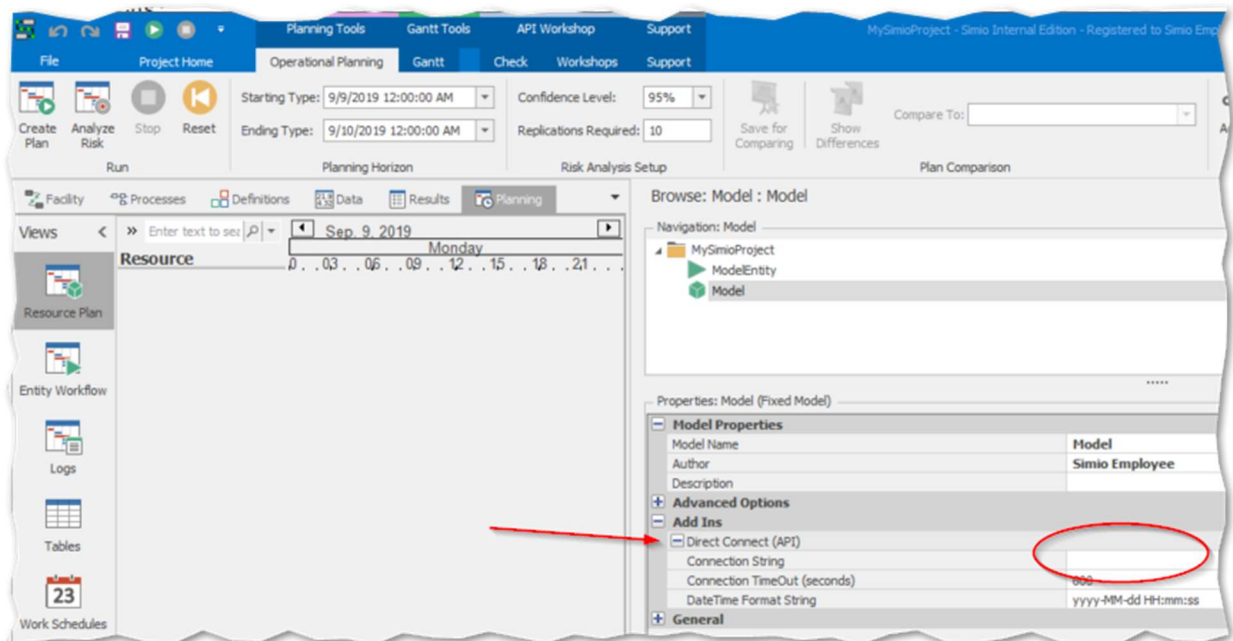 Planning Tools Gantt Tools API Workshop Support MySimioProject - Simio Internal Edition - Registered to Simio Emp
File Project Home Operational Planning Gantt Check Workshops Support
Starting Type: 9/9/2019 12:00:00 AM Confidence Level: 95%
Ending Type: 9/10/2019 12:00:00 AM Replications Required: 10
Compare To:
Create Plan
Analyze Risk
Stop
Reset
Save for Comparing
Show Differences
Run Planning Horizon Risk Analysis Setup Plan Comparison
Facility Processes Definitions Data Results Planning
Browse: Model : Model
Views
Enter text to sea
Sep. 9, 2019
Monday
Resource
0 . . 03 . . 06 . . 09 . . 12 . . 15 . . 18 . . 21 . . .
Resource Plan
Entity Workflow
Logs
Tables
23
Work Schedules
Navigation: Model
MySimioProject
ModelEntity
Model
Properties: Model (Fixed Model)
Model Properties
Model Name Model
Author Simio Employee
Description
Advanced Options
Add Ins
Direct Connect (API)
Connection String
Connection TimeOut (seconds) 600
DateTime Format String yyyy-MM-dd HH:mm:ss
General